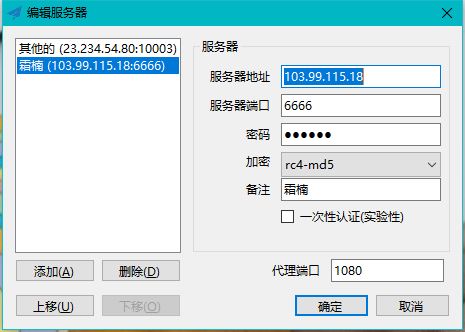 编辑服务器
其他的 (23.234.54.80:10003)
霜楠 (103.99.115.18:6666)
服务器
服务器地址 103.99.115.18
服务器端口 6666
密码 ●●●●●●
加密 rc4-md5
备注 霜楠
一次性认证(实验性)
添加(A) 删除(D)
代理端口 1080
上移(U) 下移(O)
确定 取消